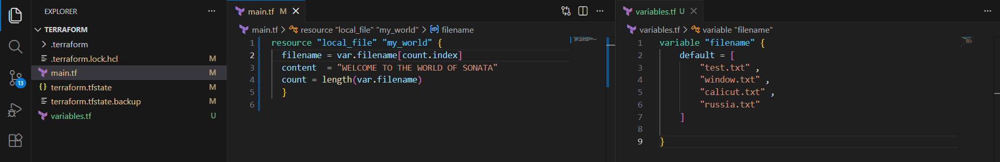 EXPLORER ...
TERRAFORM
.terraform
.terraform.lock.hcl M
main.tf M
terraform.tfstate M
terraform.tfstate.backup M
variables.tf U
13
main.tf M
main.tf > resource "local_file" "my_world" > filename
1 resource "local_file" "my_world" {
2 filename = var.filename[count.index]
3 content = "WELCOME TO THE WORLD OF SONATA"
4 count = length(var.filename)
5 }
6
variables.tf U
variables.tf > variable "filename"
1 variable "filename" {
2 default = [
3 "test.txt" ,
4 "window.txt" ,
5 "calicut.txt" ,
6 "russia.txt"
7 ]
8
9 }